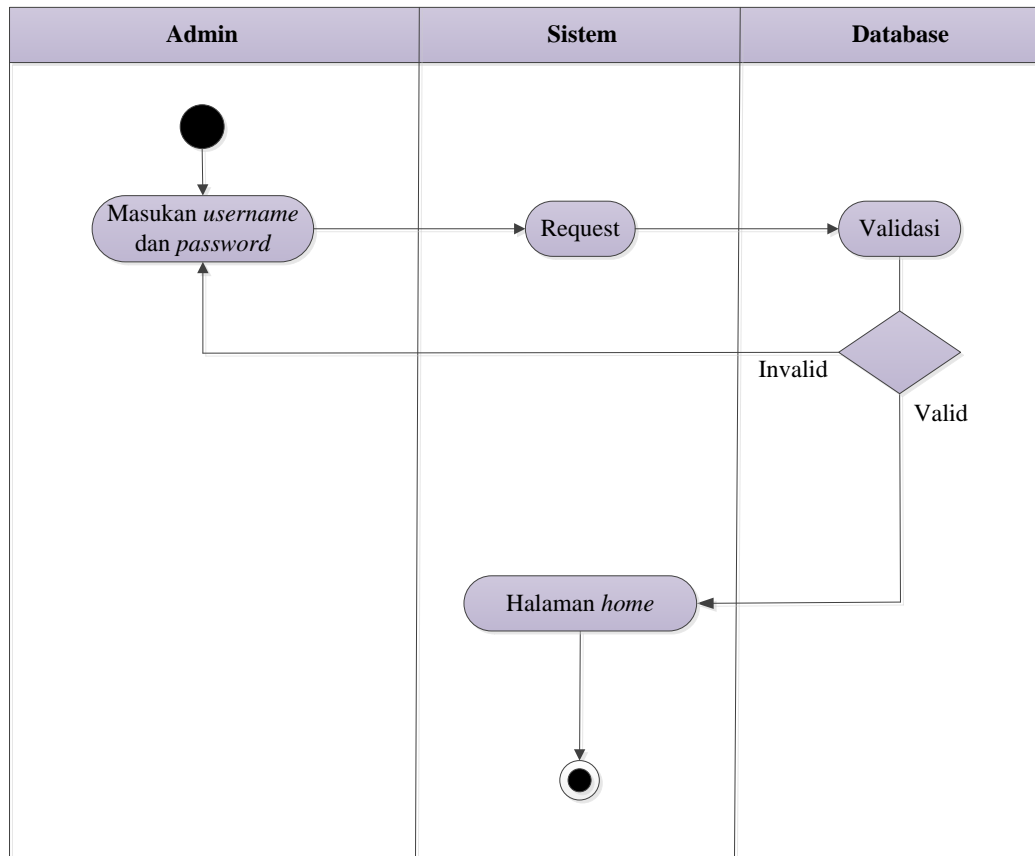 Admin
Sistem
Database
Masukan username
dan password
Request
Validasi
Invalid
Valid
Halaman home